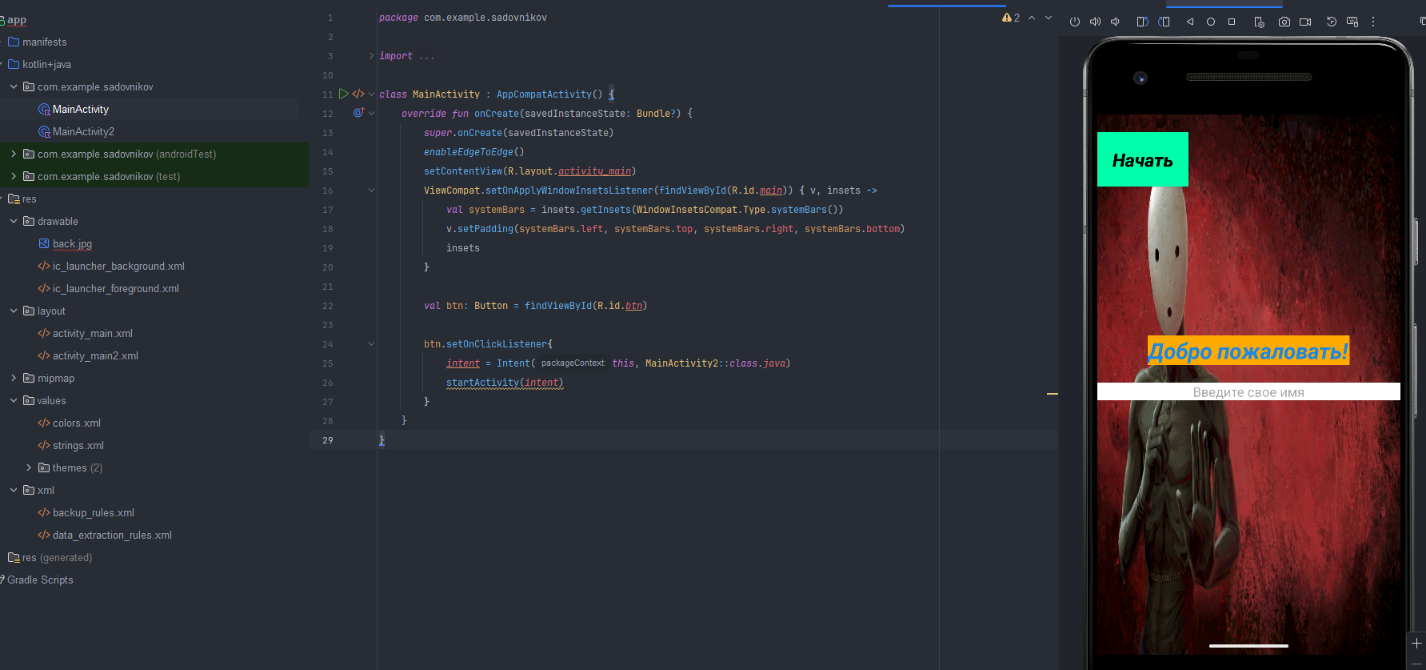 app
manifests
kotlin+java
com.example.sadovnikov
MainActivity
MainActivity2
com.example.sadovnikov (androidTest)
com.example.sadovnikov (test)
res
drawable
back.jpg
ic_launcher_background.xml
ic_launcher_foreground.xml
layout
activity_main.xml
activity_main2.xml
mipmap
values
colors.xml
strings.xml
themes (2)
xml
backup_rules.xml
data_extraction_rules.xml
res (generated)
Gradle Scripts
2
1 package com.example.sadovnikov
2
3 import ...
10
11 class MainActivity : AppCompatActivity() {
12 override fun onCreate(savedInstanceState: Bundle?) {
13 super.onCreate(savedInstanceState)
14 enableEdgeToEdge()
15 setContentView(R.layout.activity_main)
16 ViewCompat.setOnApplyWindowInsetsListener(findViewById(R.id.main)) { v, insets ->
17 val systemBars = insets.getInsets(WindowInsetsCompat.Type.systemBars())
18 v.setPadding(systemBars.left, systemBars.top, systemBars.right, systemBars.bottom)
19 insets
20 }
21
22 val btn: Button = findViewById(R.id.btn)
23
24 btn.setOnClickListener{
25 intent = Intent( packageContext: this, MainActivity2::class.java)
26 startActivity(intent)
27 }
28 }
29 }
Начать
Добро пожаловать!
Введите свое имя